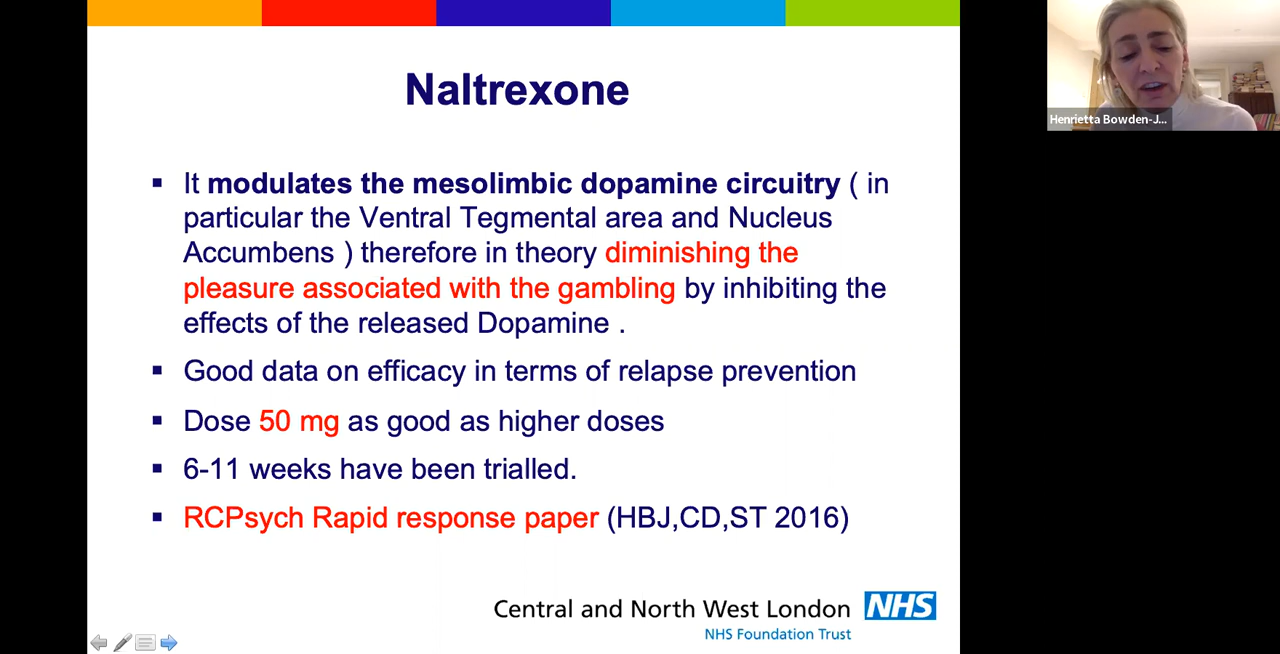 Naltrexone
Henrietta Bowden-J...
▪ It modulates the mesolimbic dopamine circuitry ( in
particular the Ventral Tegmental area and Nucleus
Accumbens ) therefore in theory diminishing the
pleasure associated with the gambling by inhibiting the
effects of the released Dopamine .
▪ Good data on efficacy in terms of relapse prevention
▪ Dose 50 mg as good as higher doses
▪ 6-11 weeks have been trialled.
▪ RCPsych Rapid response paper (HBJ,CD,ST 2016)
Central and North West London NHS
NHS Foundation Trust